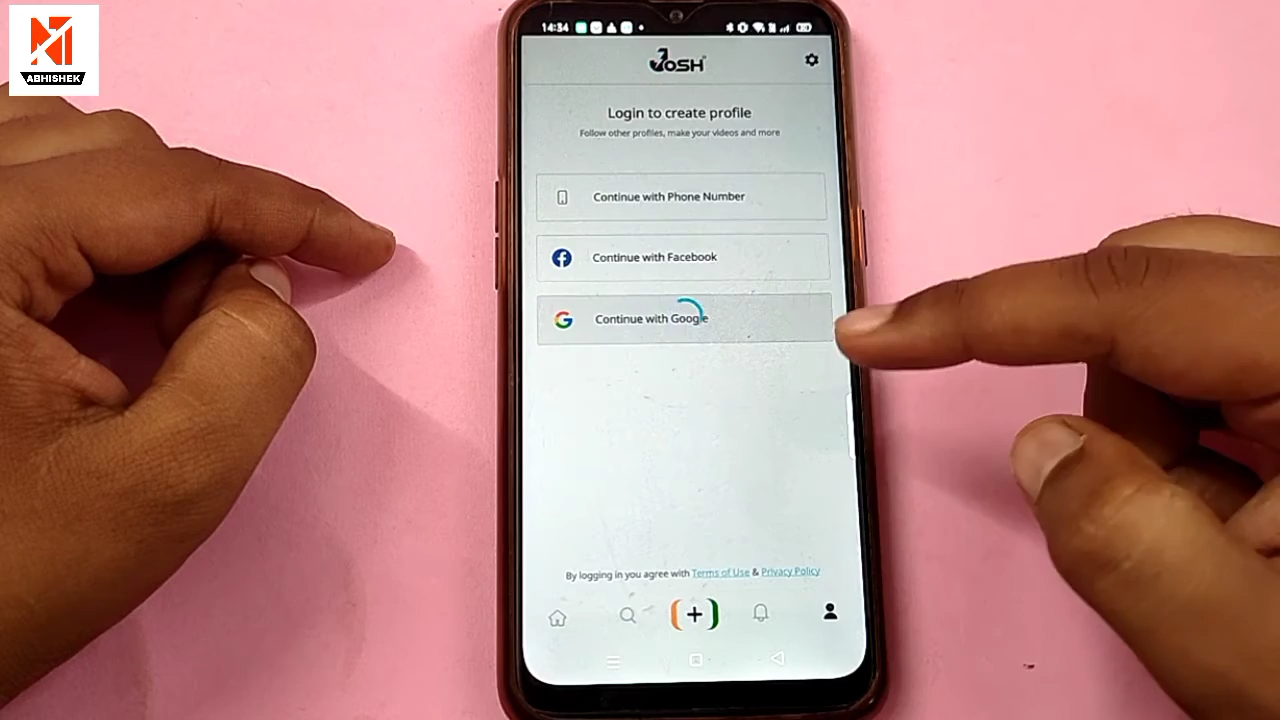 ABHISHEK
14:34
JOSH
Login to create profile
Follow other profiles, make your videos and more
Continue with Phone Number
Continue with Facebook
Continue with Google
By logging in you agree with Terms of Use & Privacy Policy